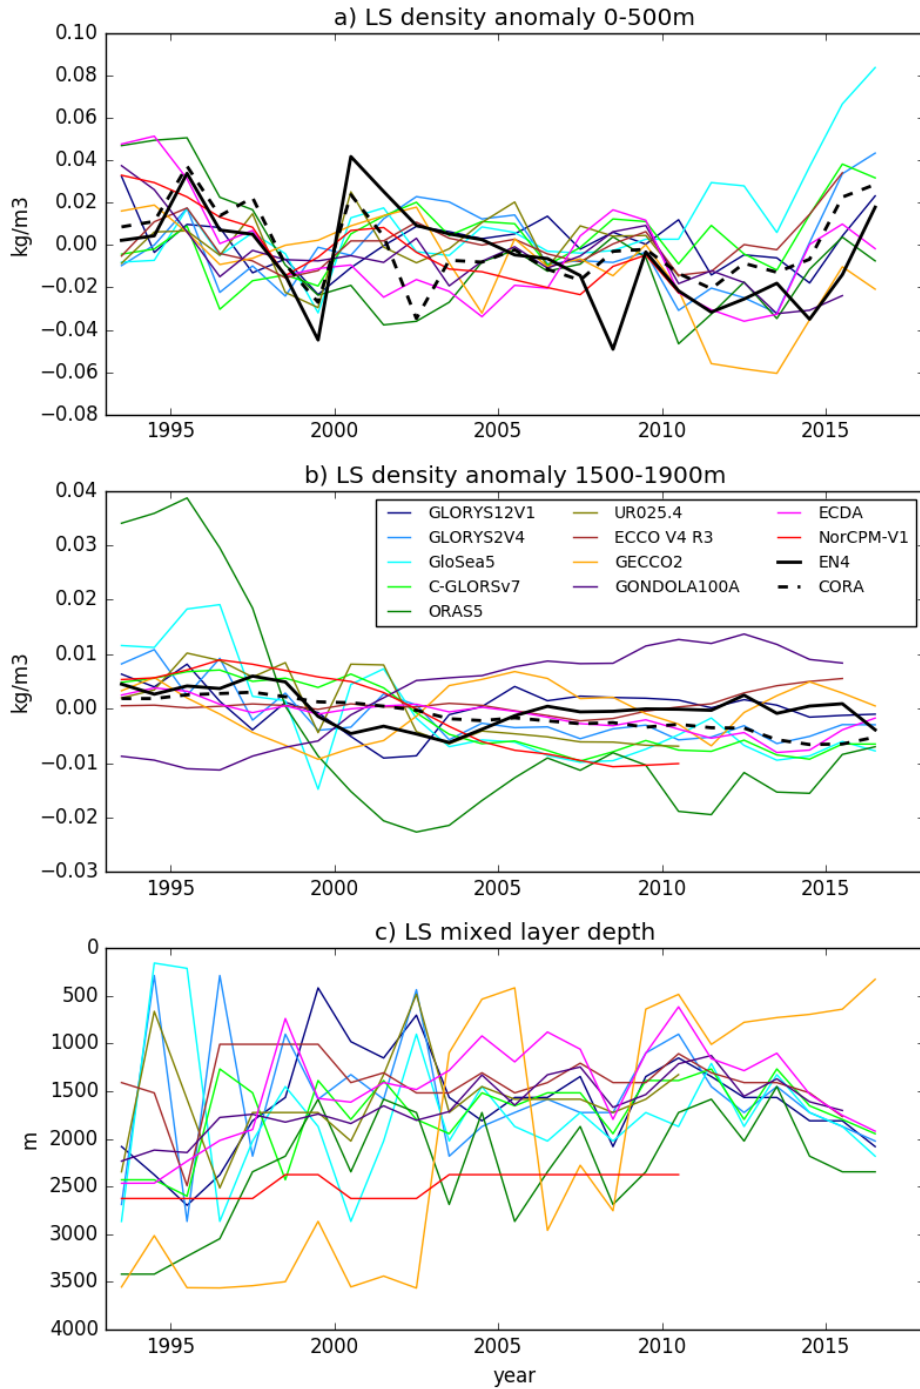 a) LS density anomaly 0-500m
0.10
0.08
0.06
0.04
0.02
0.00
−0.02
−0.04
−0.06
−0.08
kg/m3
1995 2000 2005 2010 2015
b) LS density anomaly 1500-1900m
0.04
0.03
0.02
0.01
0.00
−0.01
−0.02
−0.03
kg/m3
GLORYS12V1 UR025.4 ECDA
GLORYS2V4 ECCO V4 R3 NorCPM-V1
GloSea5 GECCO2 EN4
C-GLORSv7 GONDOLA100A CORA
ORAS5
1995 2000 2005 2010 2015
c) LS mixed layer depth
0
500
1000
1500
2000
2500
3000
3500
4000
m
1995 2000 2005 2010 2015
year